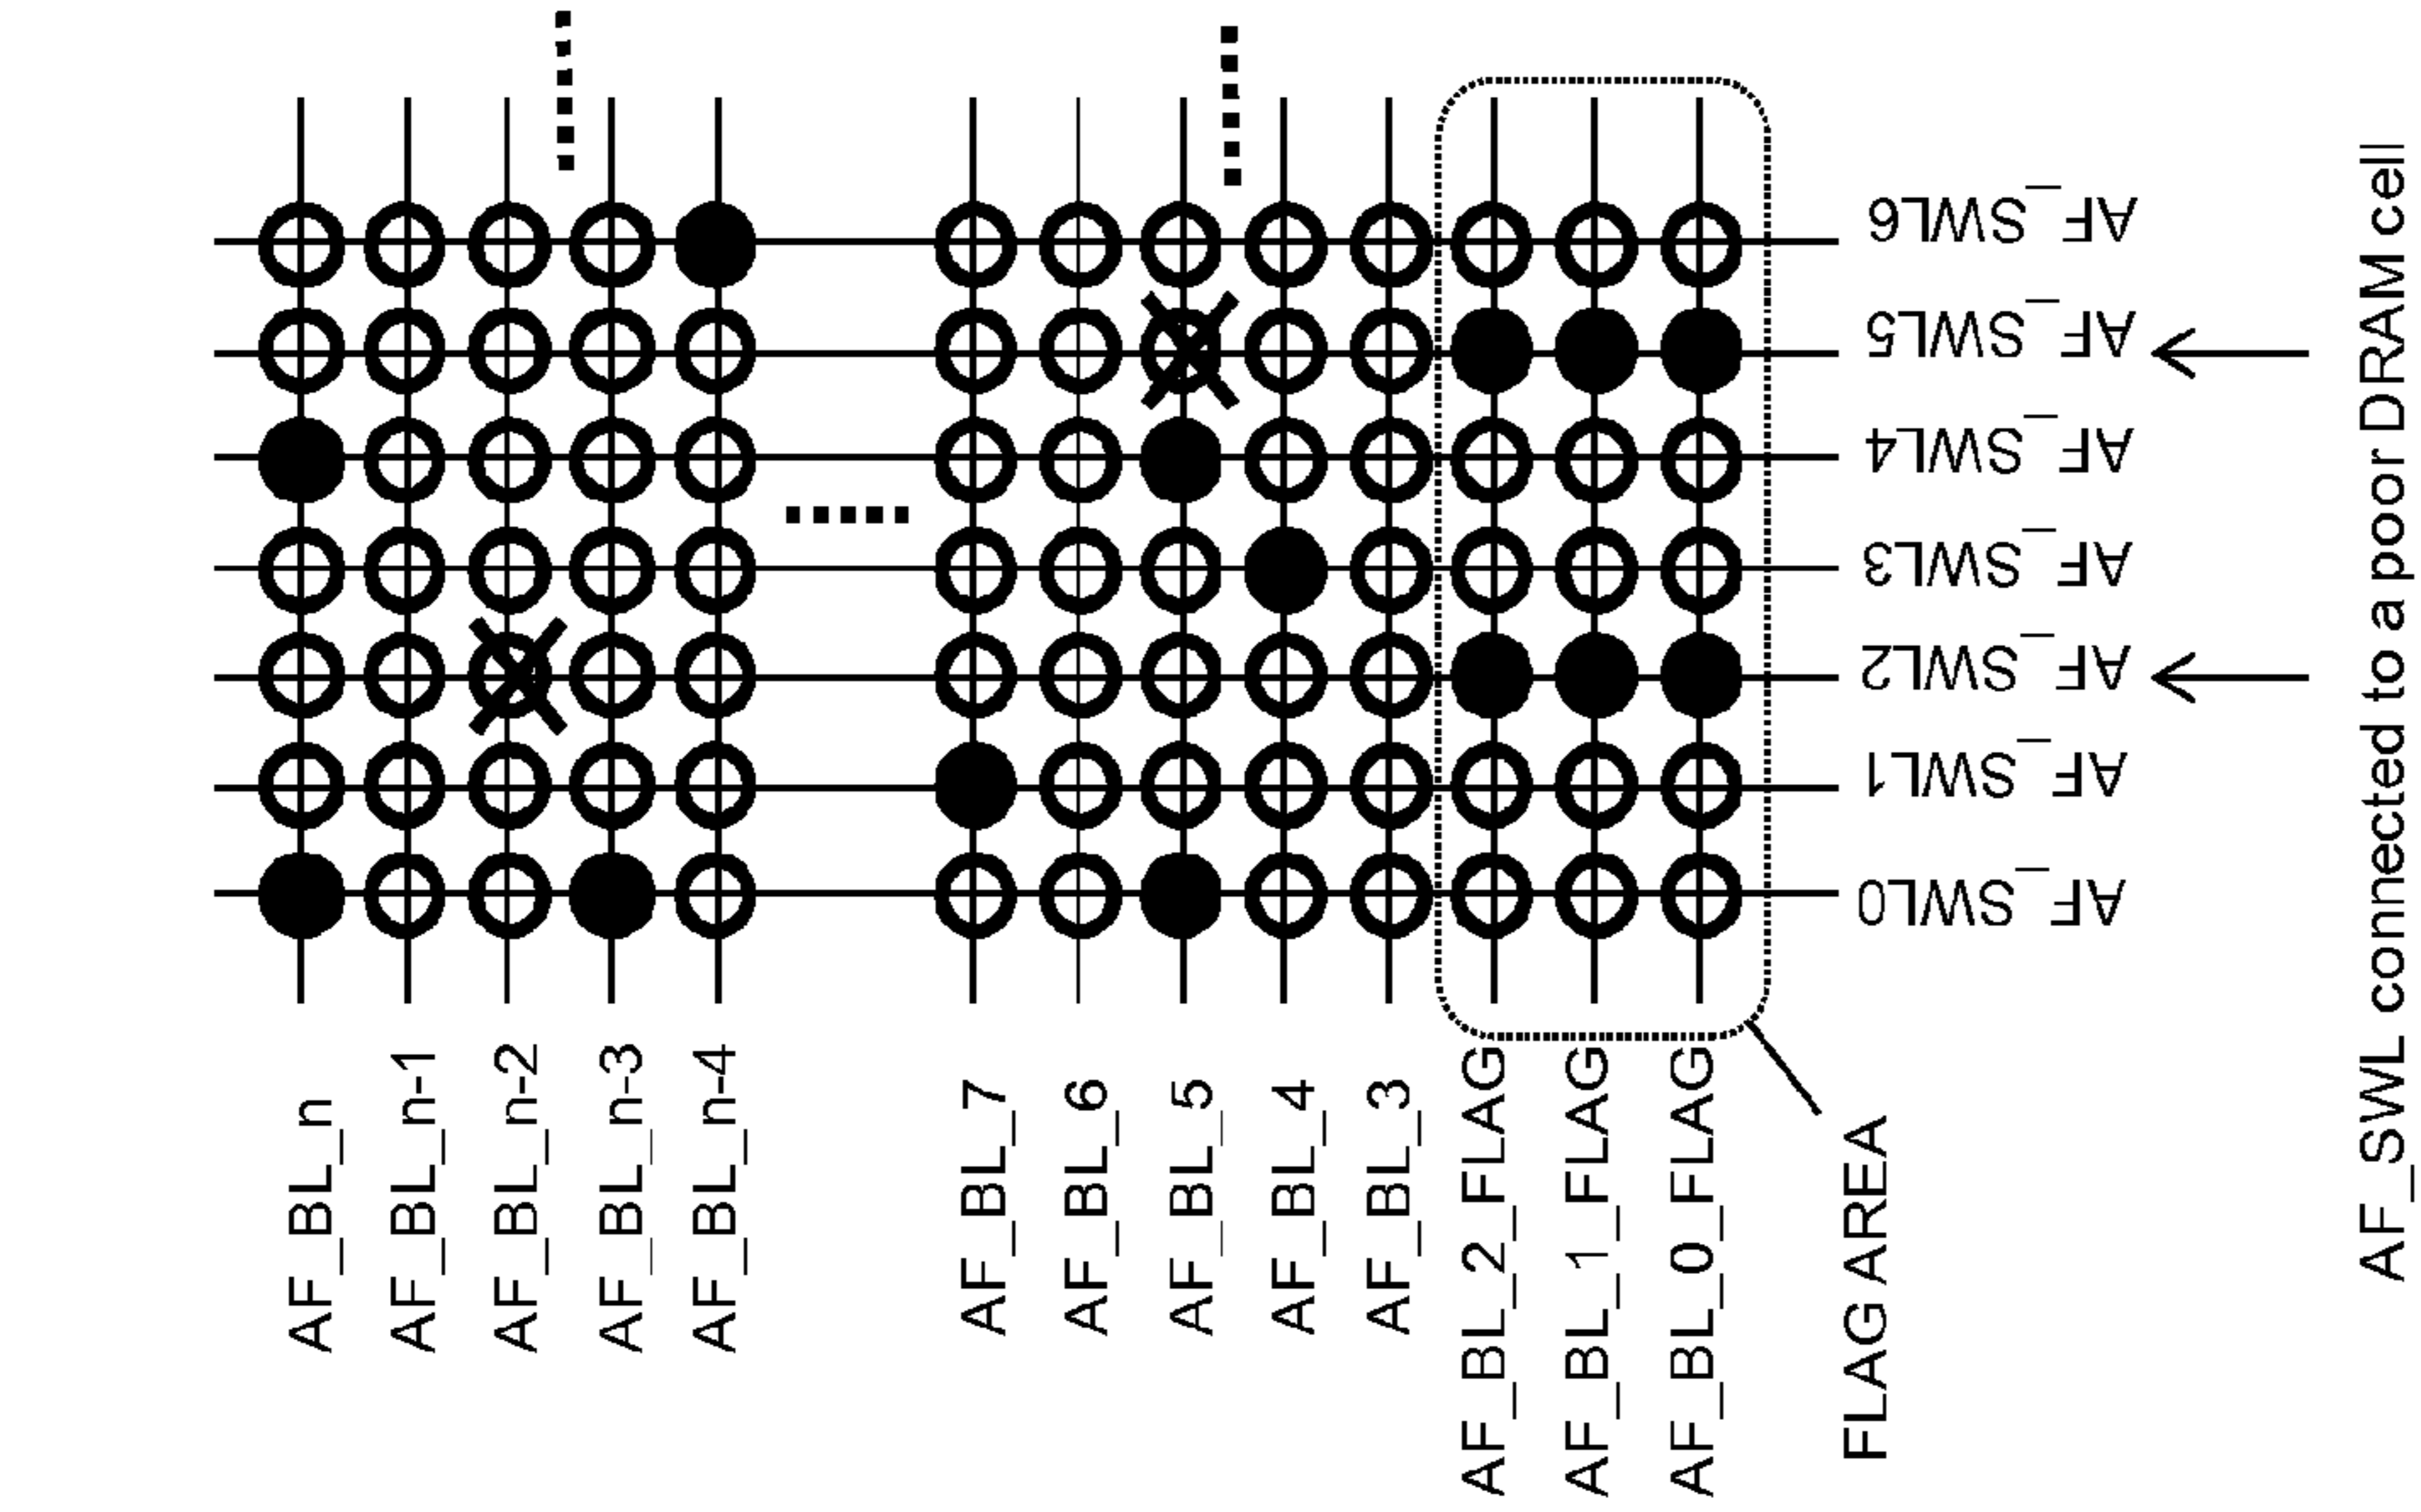 AF_BL_n
AF_BL_n-1
AF_BL_n-2
AF_BL_n-3
AF_BL_n-4
AF_BL_7
AF_BL_6
AF_BL_5
AF_BL_4
AF_BL_3
AF_BL_2_FLAG
AF_BL_1_FLAG
AF_BL_0_FLAG
FLAG AREA
AF_SWL0
AF_SWL1
AF_SWL2
AF_SWL3
AF_SWL4
AF_SWL5
AF_SWL6
AF_SWL connected to a poor DRAM cell